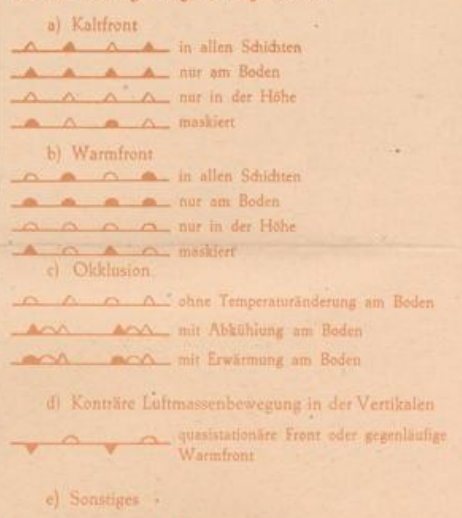 a) Kaltfront
in allen Schichten
nur am Boden
nur in der Höhe
maskiert
b) Warmfront
in allen Schichten
nur am Boden
nur in der Höhe
maskiert
c) Okklusion
ohne Temperaturänderung am Boden
mit Abkühlung am Boden
mit Erwärmung am Boden
d) Konträre Luftmassenbewegung in der Vertikalen
quasistationäre Front oder gegenläufige
Warmfront
e) Sonstiges